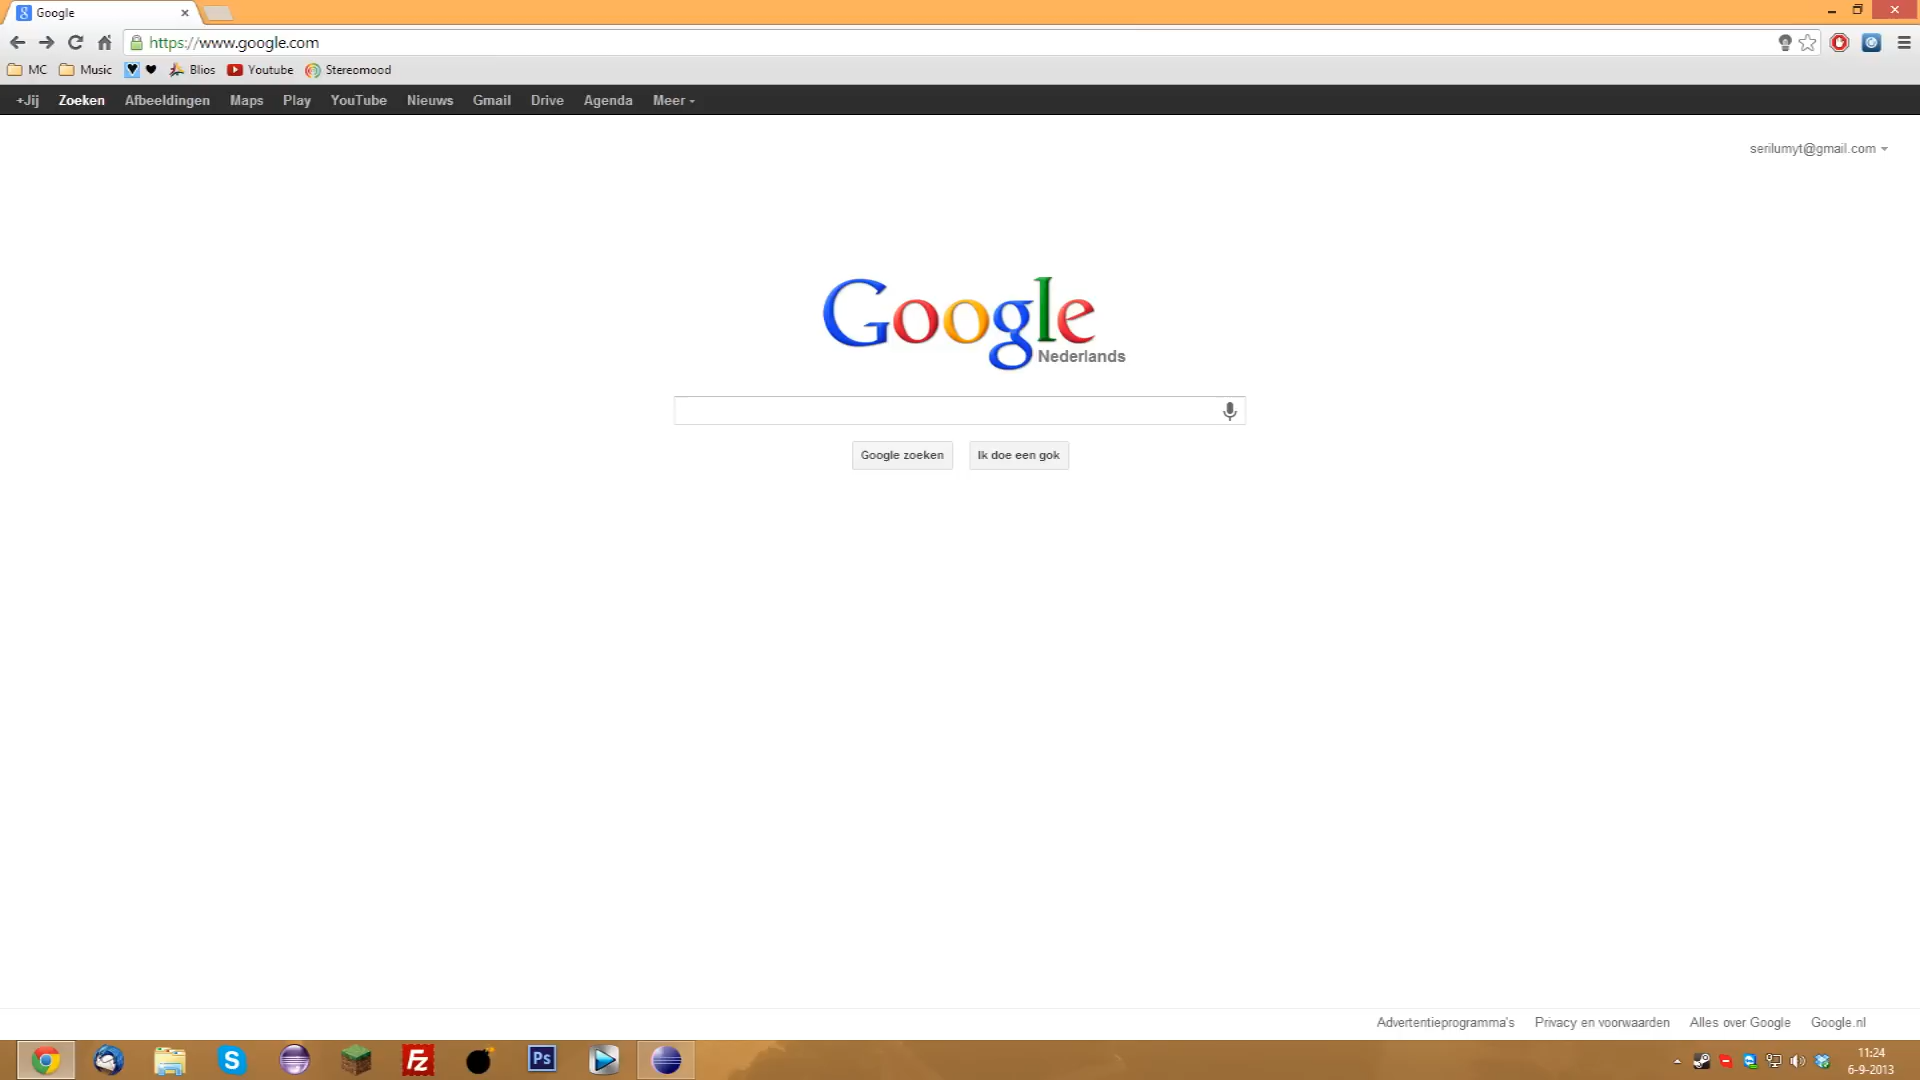 Google
https://www.google.com
MC Music Blios Youtube Stereomood
+Jij Zoeken Afbeeldingen Maps Play YouTube Nieuws Gmail Drive Agenda Meer
serilumyt@gmail.com
Google
Nederlands
Google zoeken Ik doe een gok
Advertentieprogramma's Privacy en voorwaarden Alles over Google Google.nl
S Fz Ps
11:24
6-9-2013